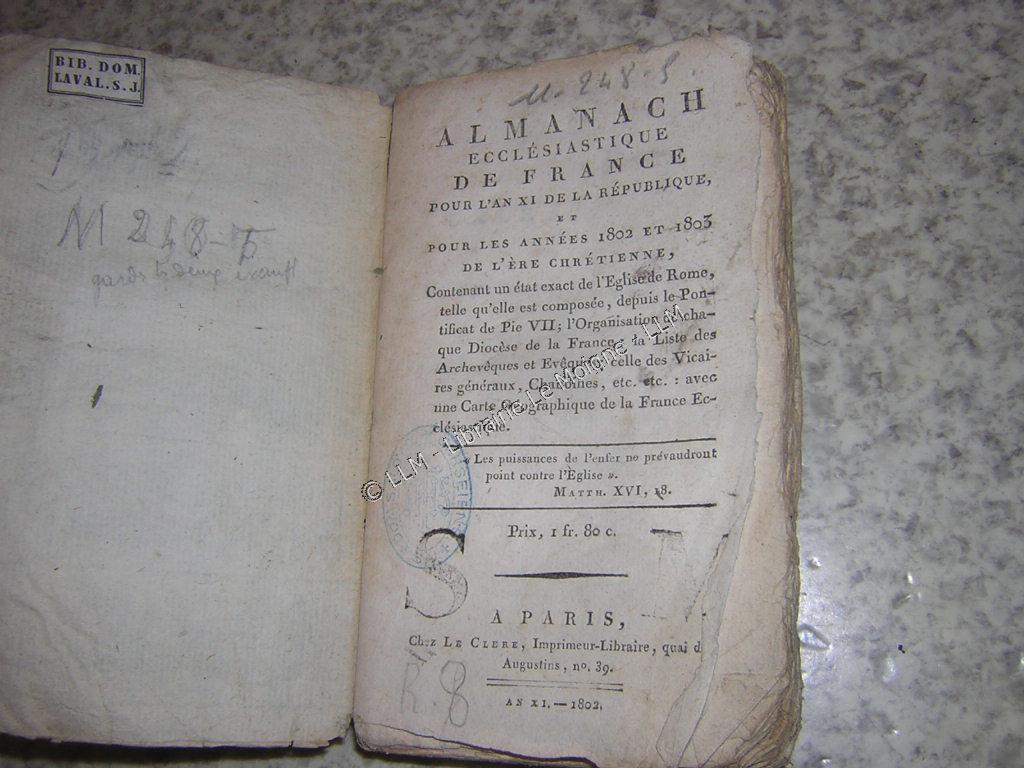 BIB. DOM.
LAVAL. S. J.
M 248-5
M. 248-5.
ALMANACH
ECCLÉSIASTIQUE
DE FRANCE
POUR L'AN XI DE LA RÉPUBLIQUE,
ET
POUR LES ANNÉES 1802 ET 1803
DE L'ÈRE CHRÉTIENNE,
Contenant un état exact de l'Eglise de Rome,
telle qu'elle est composée, depuis le Pon-
tificat de Pie VII; l'Organisation de cha-
que Diocèse de la France; la Liste des
Archevêques et Evêques, celle des Vicai-
res généraux, Chanoines, etc. etc. : avec
une Carte Géographique de la France Ec-
clésiastique.
« Les puissances de l'enfer ne prévaudront
point contre l'Église ».
MATTH. XVI, 18.
Prix, 1 fr. 80 c.
S
A PARIS,
Chez LE CLERE, Imprimeur-Libraire, quai d
Augustins, no. 39.
R. 8
AN XI. — 1802.
© LLM - Librairie Le Moigne - LLM